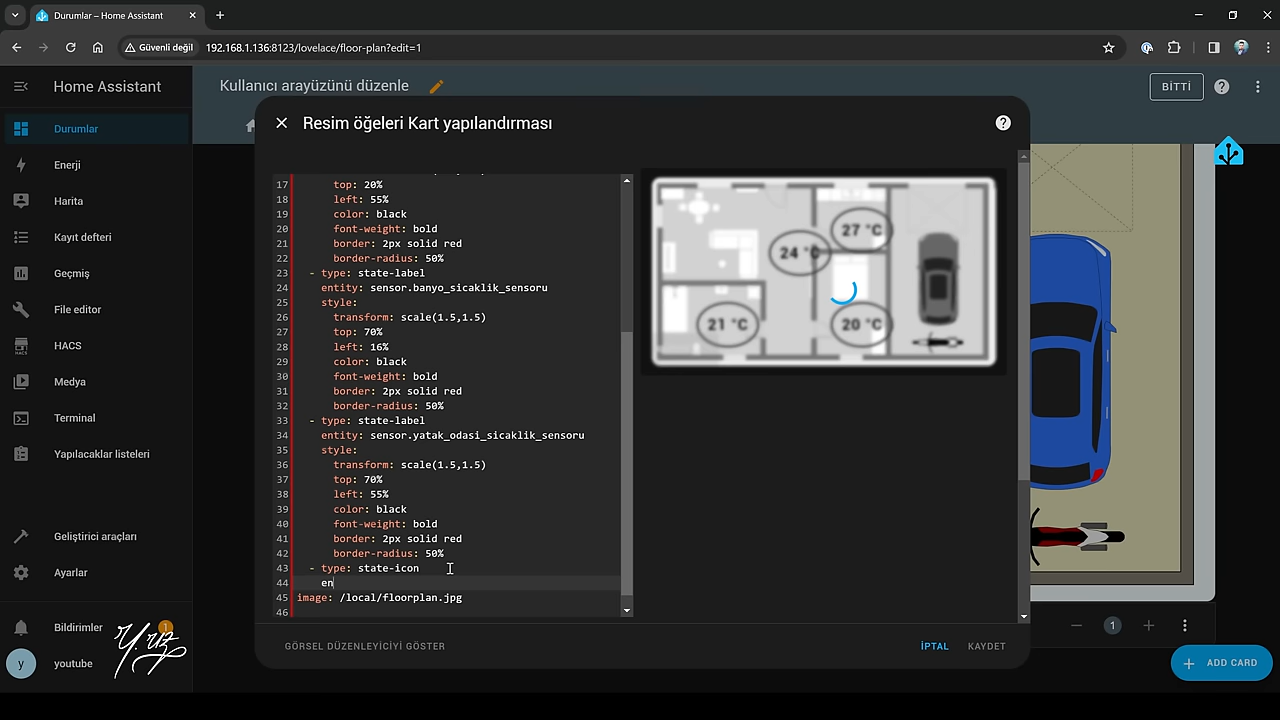 Durumlar – Home Assistant
Güvenli değil
192.168.1.136:8123/lovelace/floor-plan?edit=1
Home Assistant
Kullanıcı arayüzünü düzenle
BİTTİ
Durumlar
Enerji
Harita
Kayıt defteri
Geçmiş
File editor
HACS
HACS
Medya
Terminal
Yapılacaklar listeleri
Geliştirici araçları
Ayarlar
Bildirimler
1
y
youtube
Y.uz
Resim öğeleri Kart yapılandırması
17 top: 20%
18 left: 55%
19 color: black
20 font-weight: bold
21 border: 2px solid red
22 border-radius: 50%
23 - type: state-label
24 entity: sensor.banyo_sicaklik_sensoru
25 style:
26 transform: scale(1.5,1.5)
27 top: 70%
28 left: 16%
29 color: black
30 font-weight: bold
31 border: 2px solid red
32 border-radius: 50%
33 - type: state-label
34 entity: sensor.yatak_odasi_sicaklik_sensoru
35 style:
36 transform: scale(1.5,1.5)
37 top: 70%
38 left: 55%
39 color: black
40 font-weight: bold
41 border: 2px solid red
42 border-radius: 50%
43 - type: state-icon
44 en
45 image: /local/floorplan.jpg
46
27 °C
24 °C
21 °C
20 °C
GÖRSEL DÜZENLEYİCİYİ GÖSTER
İPTAL
KAYDET
1
ADD CARD